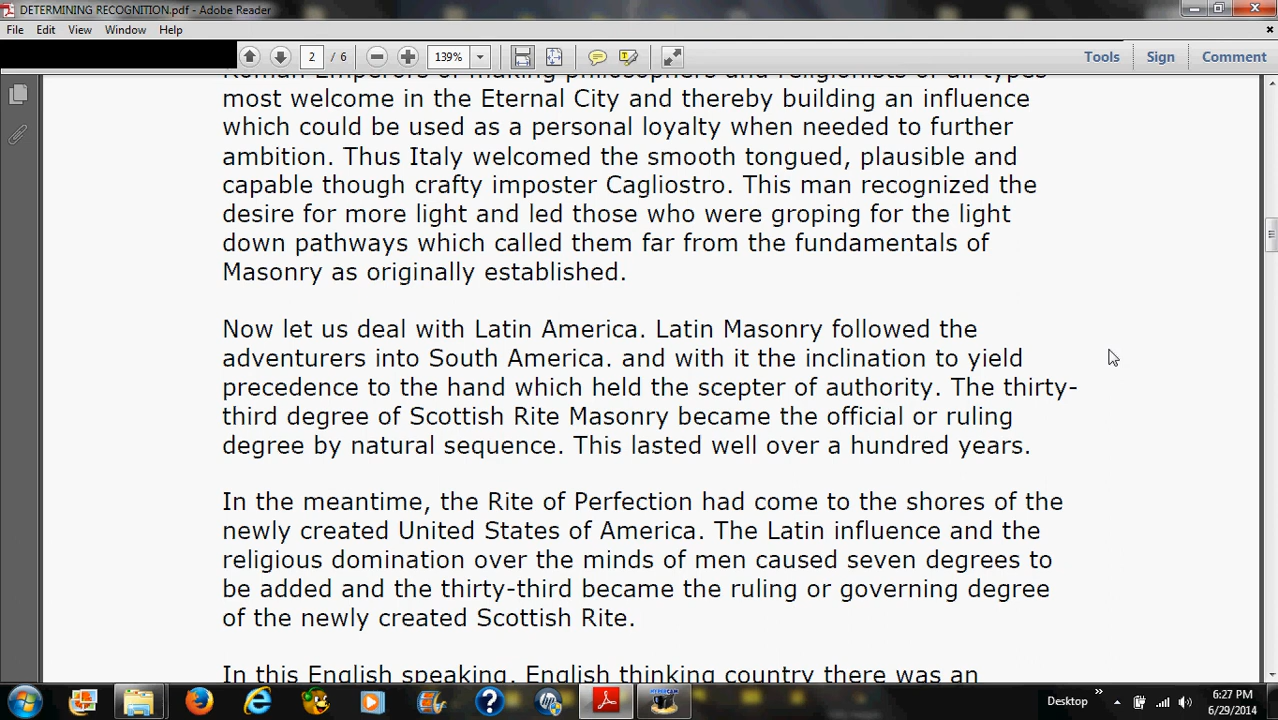 DETERMINING RECOGNITION.pdf - Adobe Reader
File Edit View Window Help
2 / 6 139% Tools Sign Comment
Roman Emperors of making philosophers and religionists of all types
most welcome in the Eternal City and thereby building an influence
which could be used as a personal loyalty when needed to further
ambition. Thus Italy welcomed the smooth tongued, plausible and
capable though crafty imposter Cagliostro. This man recognized the
desire for more light and led those who were groping for the light
down pathways which called them far from the fundamentals of
Masonry as originally established.
Now let us deal with Latin America. Latin Masonry followed the
adventurers into South America. and with it the inclination to yield
precedence to the hand which held the scepter of authority. The thirty-
third degree of Scottish Rite Masonry became the official or ruling
degree by natural sequence. This lasted well over a hundred years.
In the meantime, the Rite of Perfection had come to the shores of the
newly created United States of America. The Latin influence and the
religious domination over the minds of men caused seven degrees to
be added and the thirty-third became the ruling or governing degree
of the newly created Scottish Rite.
In this English speaking, English thinking country there was an
Desktop
6:27 PM
6/29/2014